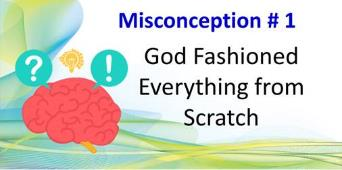 Misconception # 1
God Fashioned
Everything from
Scratch
? !